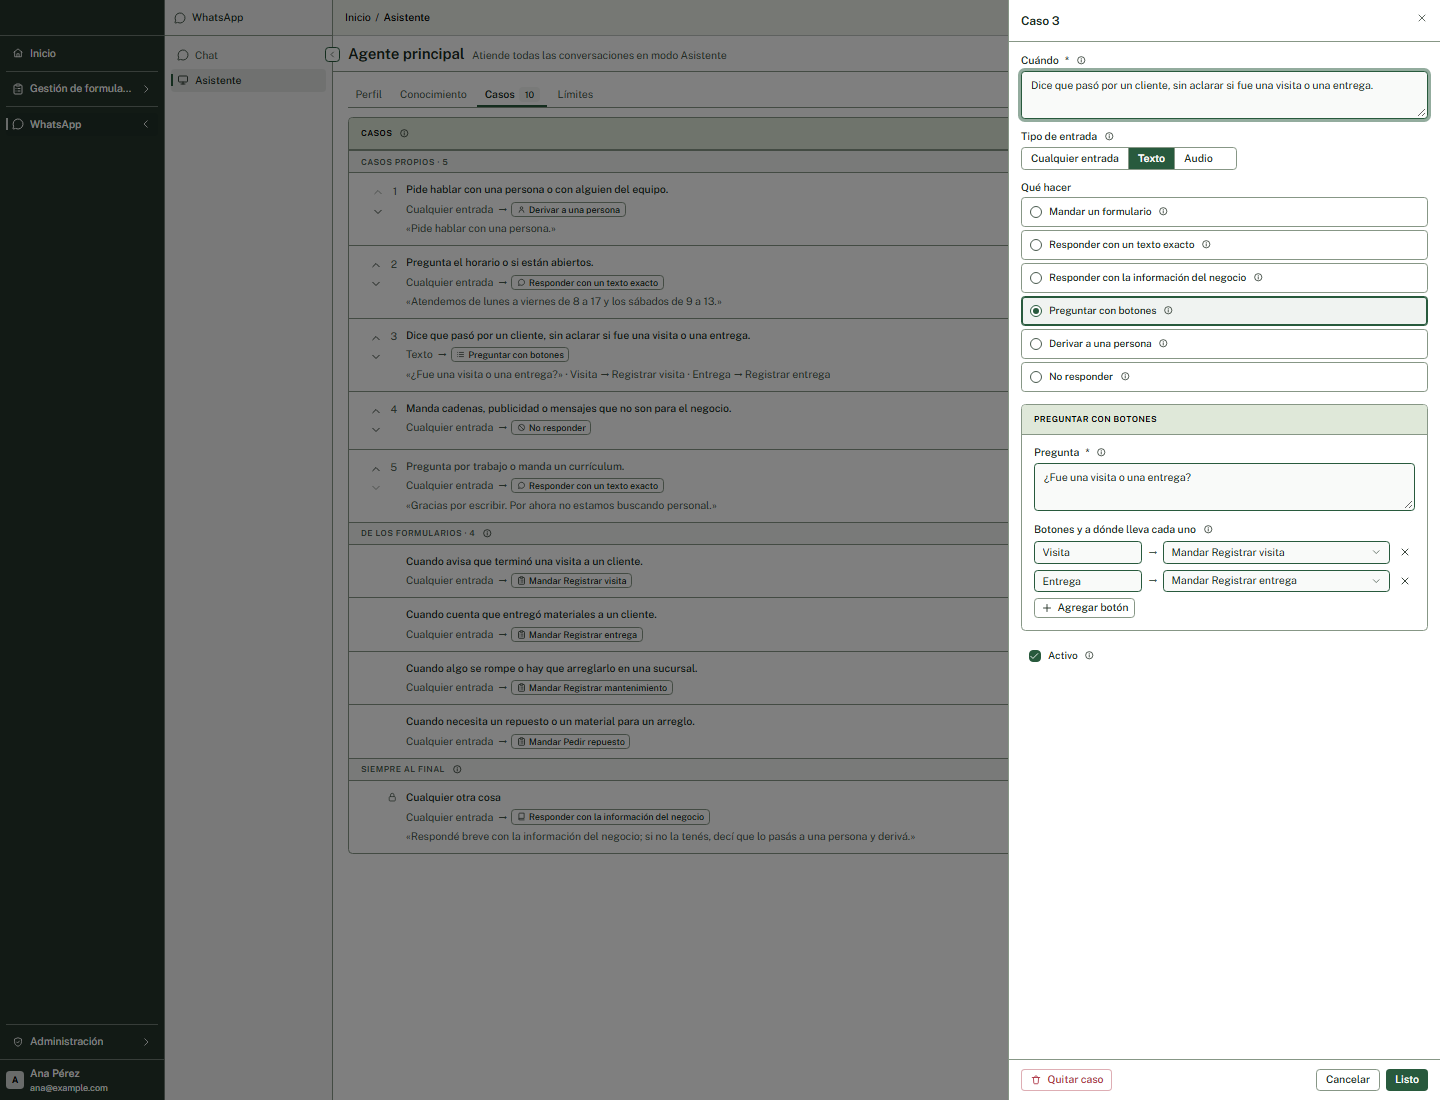 WhatsApp
Inicio / Asistente
Inicio
Gestión de formula...
WhatsApp
Chat
Asistente
Agente principal Atiende todas las conversaciones en modo Asistente
Perfil Conocimiento Casos 10 Límites
CASOS
CASOS PROPIOS · 5
1 Pide hablar con una persona o con alguien del equipo.
Cualquier entrada → Derivar a una persona
«Pide hablar con una persona.»
2 Pregunta el horario o si están abiertos.
Cualquier entrada → Responder con un texto exacto
«Atendemos de lunes a viernes de 8 a 17 y los sábados de 9 a 13.»
3 Dice que pasó por un cliente, sin aclarar si fue una visita o una entrega.
Texto → Preguntar con botones
«¿Fue una visita o una entrega?» · Visita → Registrar visita · Entrega → Registrar entrega
4 Manda cadenas, publicidad o mensajes que no son para el negocio.
Cualquier entrada → No responder
5 Pregunta por trabajo o manda un currículum.
Cualquier entrada → Responder con un texto exacto
«Gracias por escribir. Por ahora no estamos buscando personal.»
DE LOS FORMULARIOS · 4
Cuando avisa que terminó una visita a un cliente.
Cualquier entrada → Mandar Registrar visita
Cuando cuenta que entregó materiales a un cliente.
Cualquier entrada → Mandar Registrar entrega
Cuando algo se rompe o hay que arreglarlo en una sucursal.
Cualquier entrada → Mandar Registrar mantenimiento
Cuando necesita un repuesto o un material para un arreglo.
Cualquier entrada → Mandar Pedir repuesto
SIEMPRE AL FINAL
Cualquier otra cosa
Cualquier entrada → Responder con la información del negocio
«Respondé breve con la información del negocio; si no la tenés, decí que lo pasás a una persona y derivá.»
Administración
A Ana Pérez
ana@example.com
Caso 3
Cuándo *
Dice que pasó por un cliente, sin aclarar si fue una visita o una entrega.
Tipo de entrada
Cualquier entrada Texto Audio
Qué hacer
Mandar un formulario
Responder con un texto exacto
Responder con la información del negocio
Preguntar con botones
Derivar a una persona
No responder
PREGUNTAR CON BOTONES
Pregunta *
¿Fue una visita o una entrega?
Botones y a dónde lleva cada uno
Visita → Mandar Registrar visita
Entrega → Mandar Registrar entrega
Agregar botón
Activo
Quitar caso Cancelar Listo